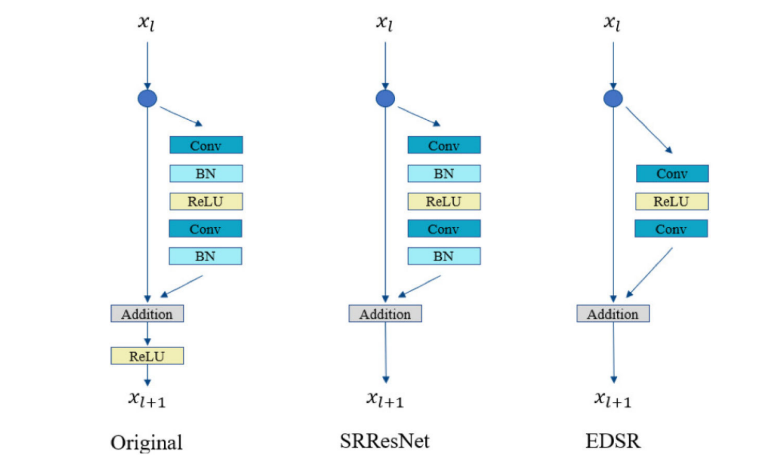 x_l
Conv
BN
ReLU
Conv
BN
Addition
ReLU
x_{l+1}
Original
x_l
Conv
BN
ReLU
Conv
BN
Addition
x_{l+1}
SRResNet
x_l
Conv
ReLU
Conv
Addition
x_{l+1}
EDSR